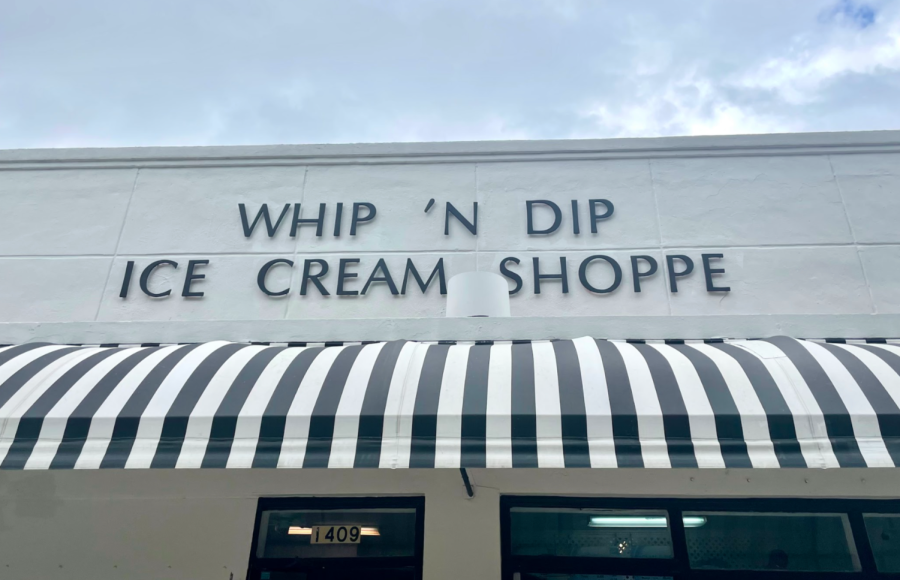 WHIP 'N DIP
ICE CREAM SHOPPE
1409